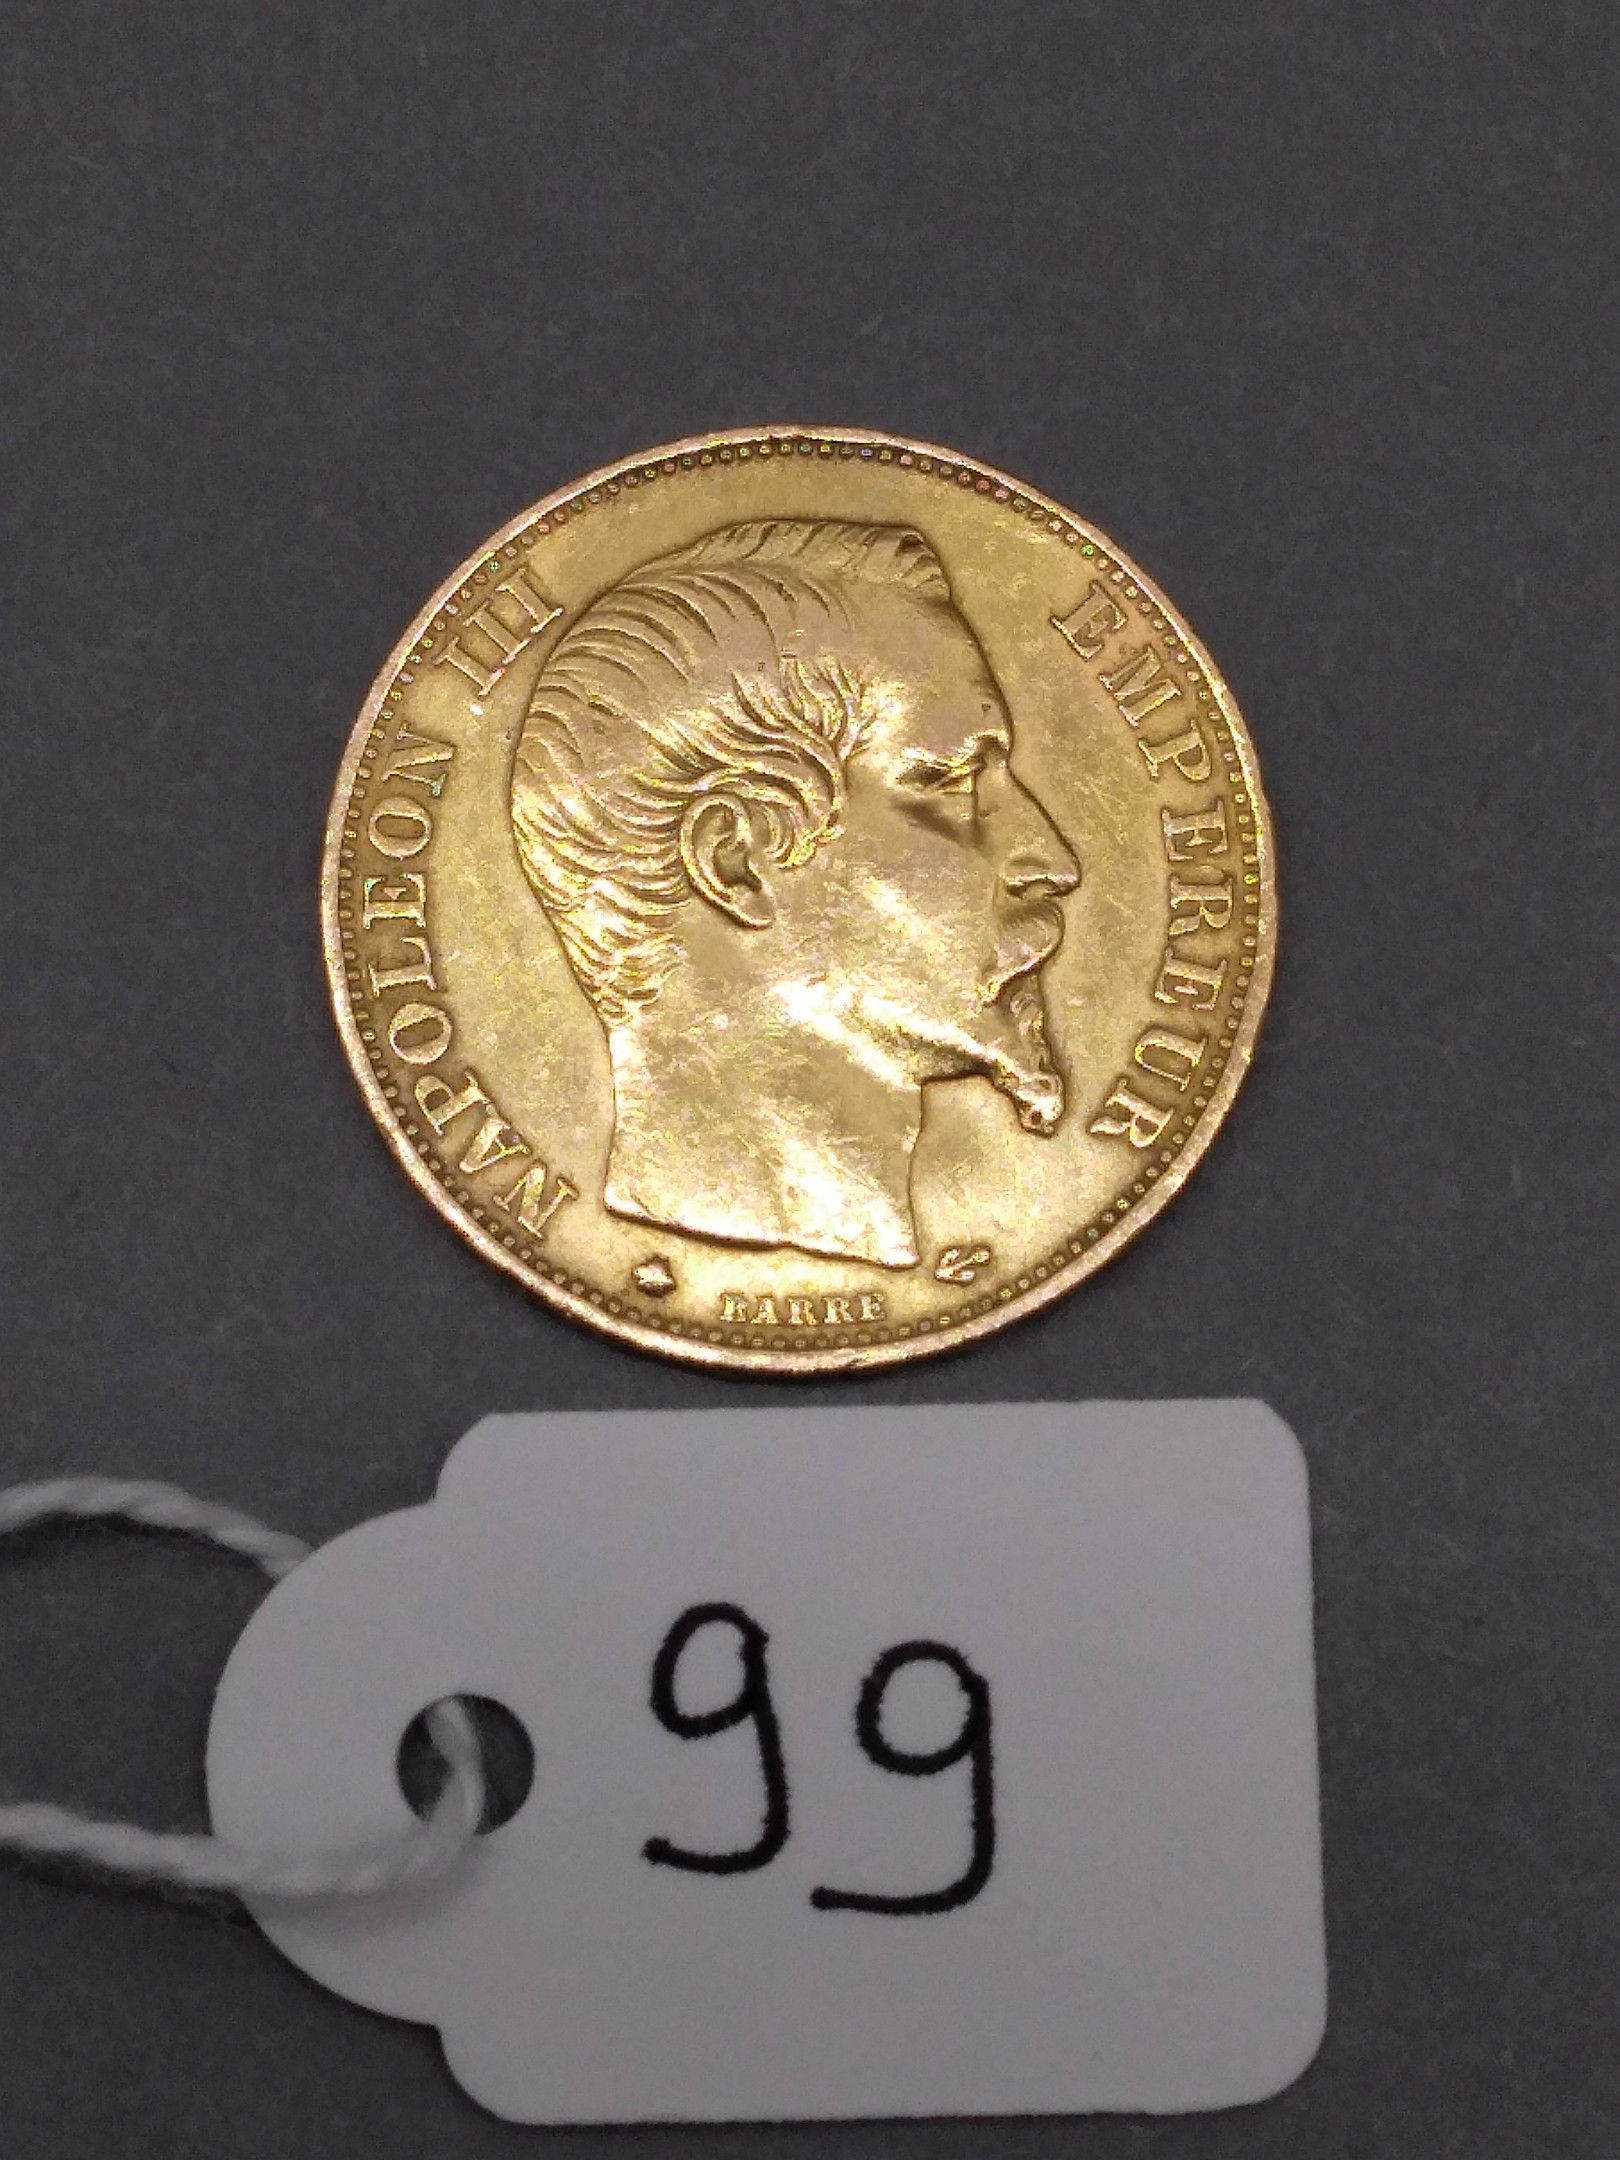 NAPOLEON III
EMPEREUR
BARRE
99